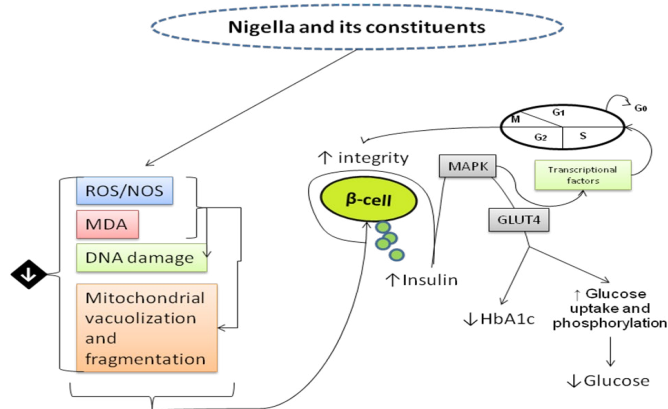 Nigella and its constituents
G₀
G₁
M
G₂
S
↑ integrity
MAPK
Transcriptional
factors
ROS/NOS
β-cell
MDA
GLUT4
DNA damage
↑ Insulin
Mitochondrial
vacuolization
and
fragmentation
↓
↓ HbA1c
↑ Glucose
uptake and
phosphorylation
↓ Glucose